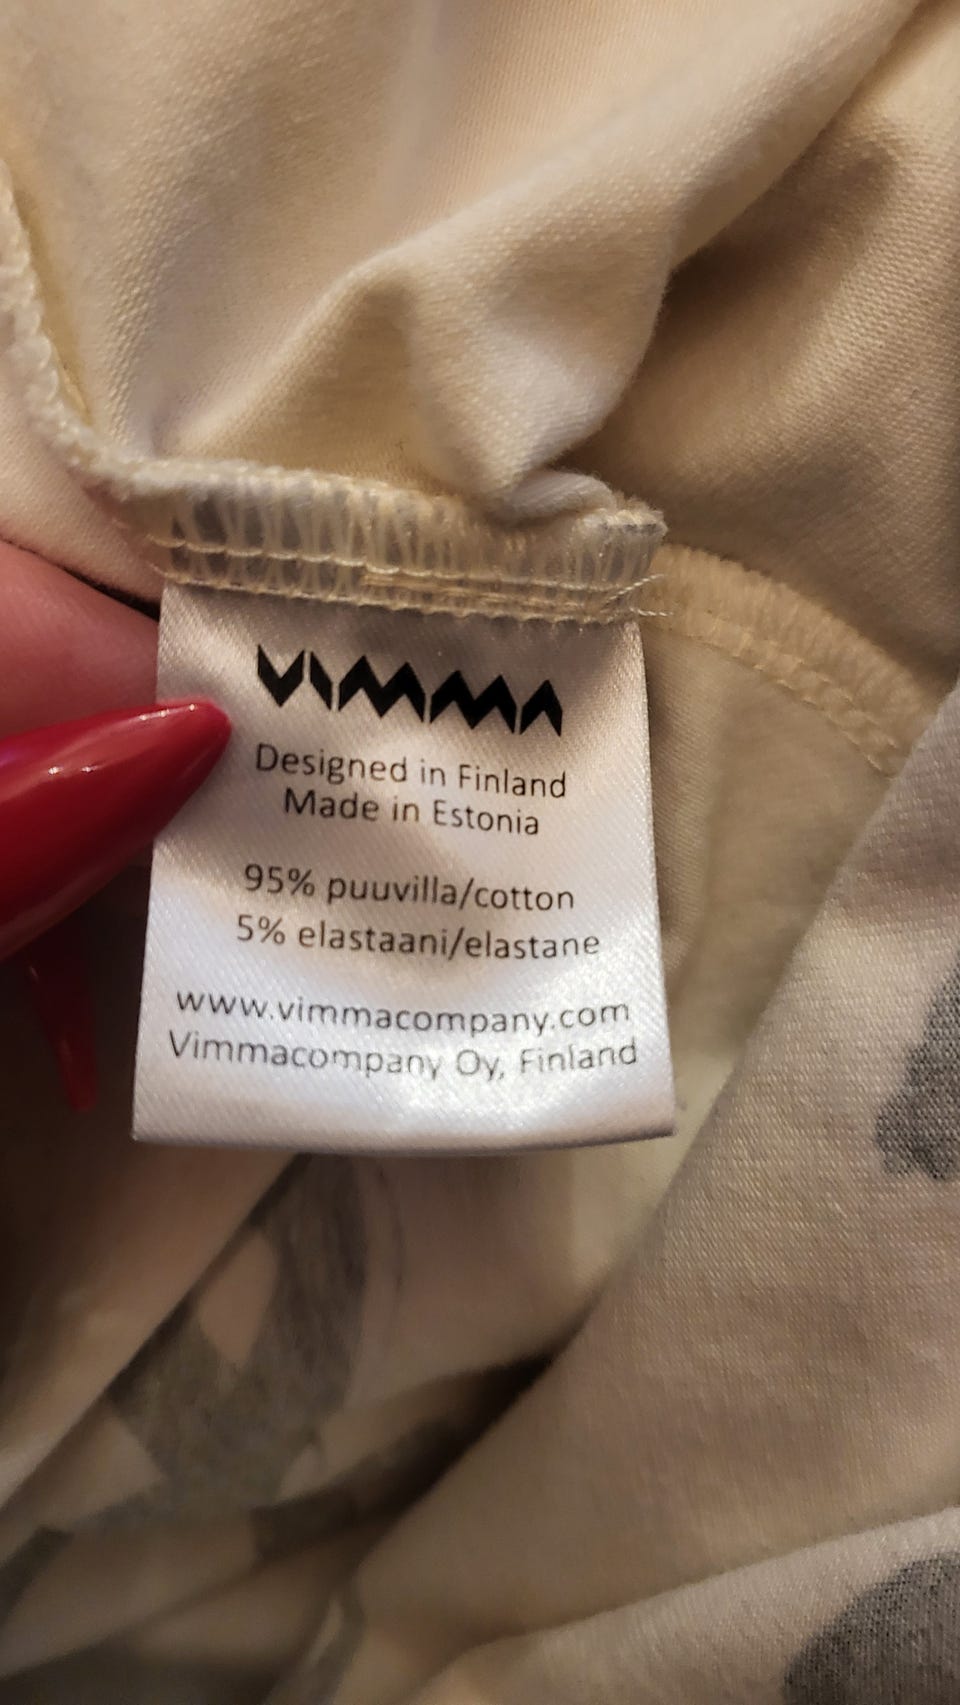 VIMMA
Designed in Finland
Made in Estonia
95% puuvilla/cotton
5% elastaani/elastane
www.vimmacompany.com
Vimmacompany Oy, Finland